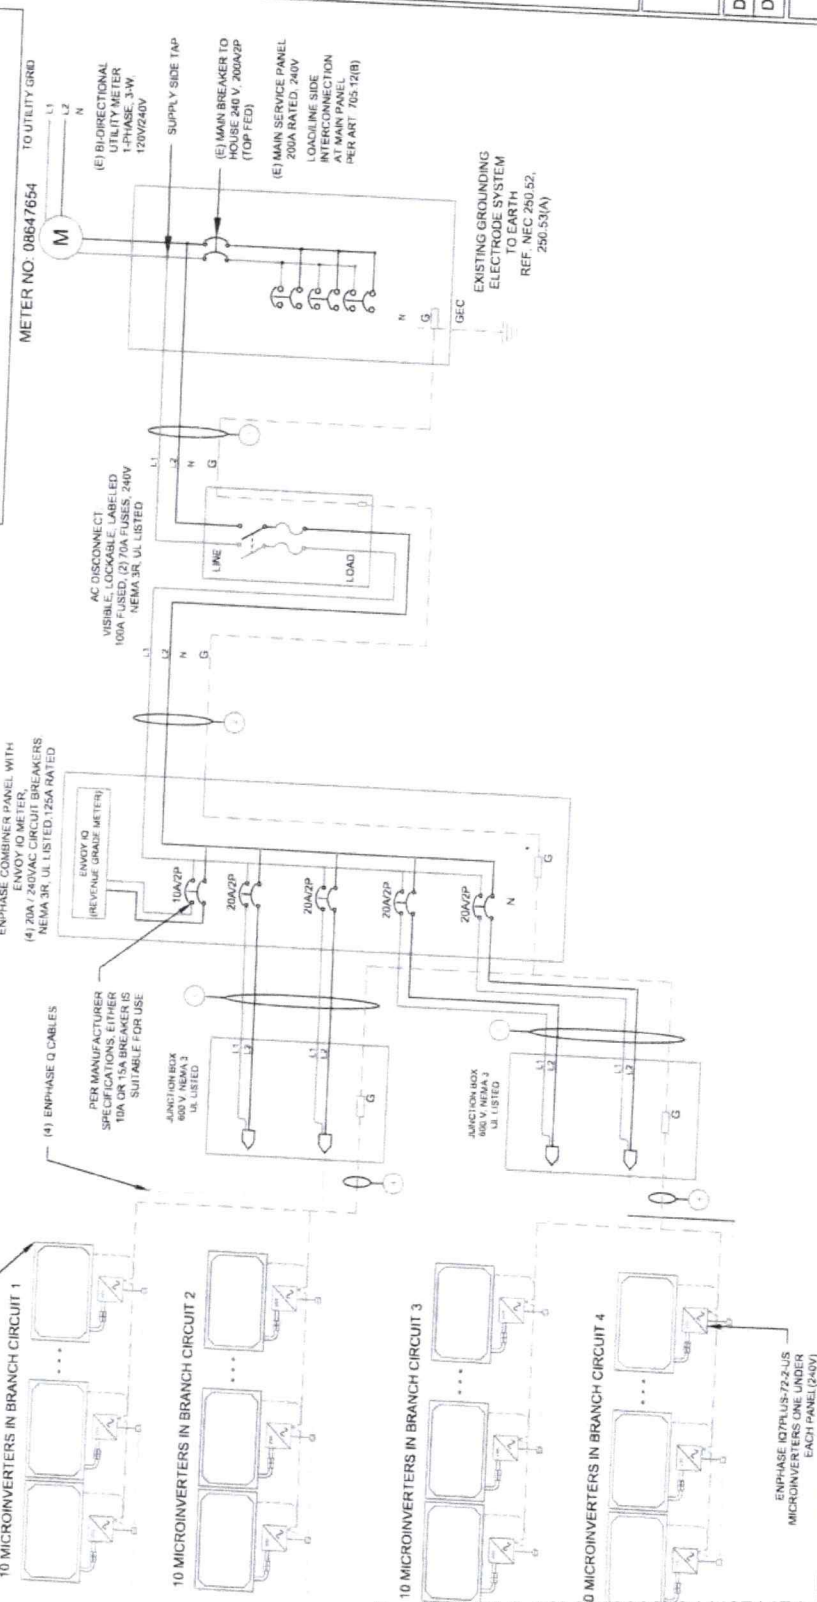 10 MICROINVERTERS IN BRANCH CIRCUIT 1
10 MICROINVERTERS IN BRANCH CIRCUIT 2
10 MICROINVERTERS IN BRANCH CIRCUIT 3
0 MICROINVERTERS IN BRANCH CIRCUIT 4
ENPHASE IQ7PLUS-72-2-US
MICROINVERTERS ONE UNDER
EACH PANEL (240V)
(4) ENPHASE Q CABLES
PER MANUFACTURER
SPECIFICATIONS, EITHER
10A OR 15A BREAKER IS
SUITABLE FOR USE
JUNCTION BOX
600 V, NEMA 3
UL LISTED
L1
L2
L1
L2
G
JUNCTION BOX
600 V, NEMA 3
UL LISTED
L1
L2
L1
L2
G
ENPHASE COMBINER PANEL WITH
ENVOY IQ METER,
(4) 20A / 240VAC CIRCUIT BREAKERS
NEMA 3R, UL LISTED,125A RATED
ENVOY IQ
(REVENUE GRADE METER)
10A/2P
20A/2P
20A/2P
20A/2P
20A/2P
N
G
L1
L2
N
G
AC DISCONNECT
VISIBLE, LOCKABLE, LABELED
100A FUSED, (2) 70A FUSES, 240V
NEMA 3R, UL LISTED
LINE
LOAD
L1
L2
N
G
METER NO: 08647654
TO UTILITY GRID
L1
L2
N
M
(E) BI-DIRECTIONAL
UTILITY METER
1-PHASE, 3-W,
120V/240V
SUPPLY SIDE TAP
(E) MAIN BREAKER TO
HOUSE 240 V, 200A/2P
(TOP FED)
(E) MAIN SERVICE PANEL
200A RATED, 240V
LOAD/LINE SIDE
INTERCONNECTION
AT MAIN PANEL
PER ART. 705.12(B)
N
G
GEC
EXISTING GROUNDING
ELECTRODE SYSTEM
TO EARTH
REF. NEC 250.52,
250.53(A)
D
D